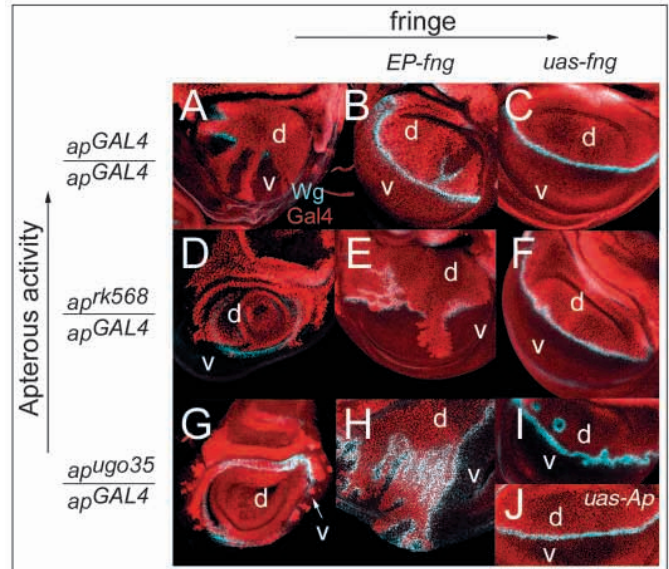 fringe
EP-fng
uas-fng
Apterous activity
apGAL4
apGAL4
aprk568
apGAL4
apugo35
apGAL4
A
d
v
Wg
Gal4
B
d
v
C
d
v
D
d
v
E
d
v
F
d
v
G
d
v
H
d
v
I
d
v
J
uas-Ap
d
v